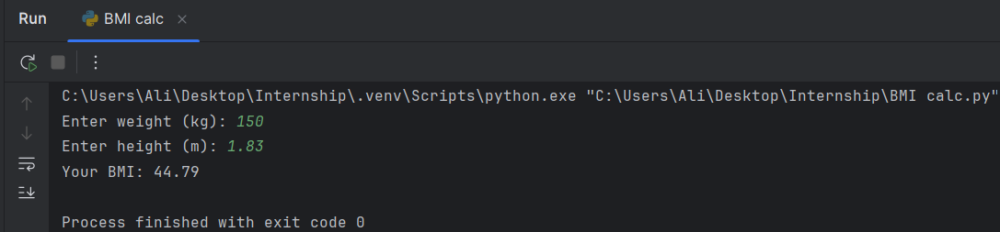 Run BMI calc
C:\Users\Ali\Desktop\Internship\.venv\Scripts\python.exe "C:\Users\Ali\Desktop\Internship\BMI calc.py"
Enter weight (kg): 150
Enter height (m): 1.83
Your BMI: 44.79
Process finished with exit code 0